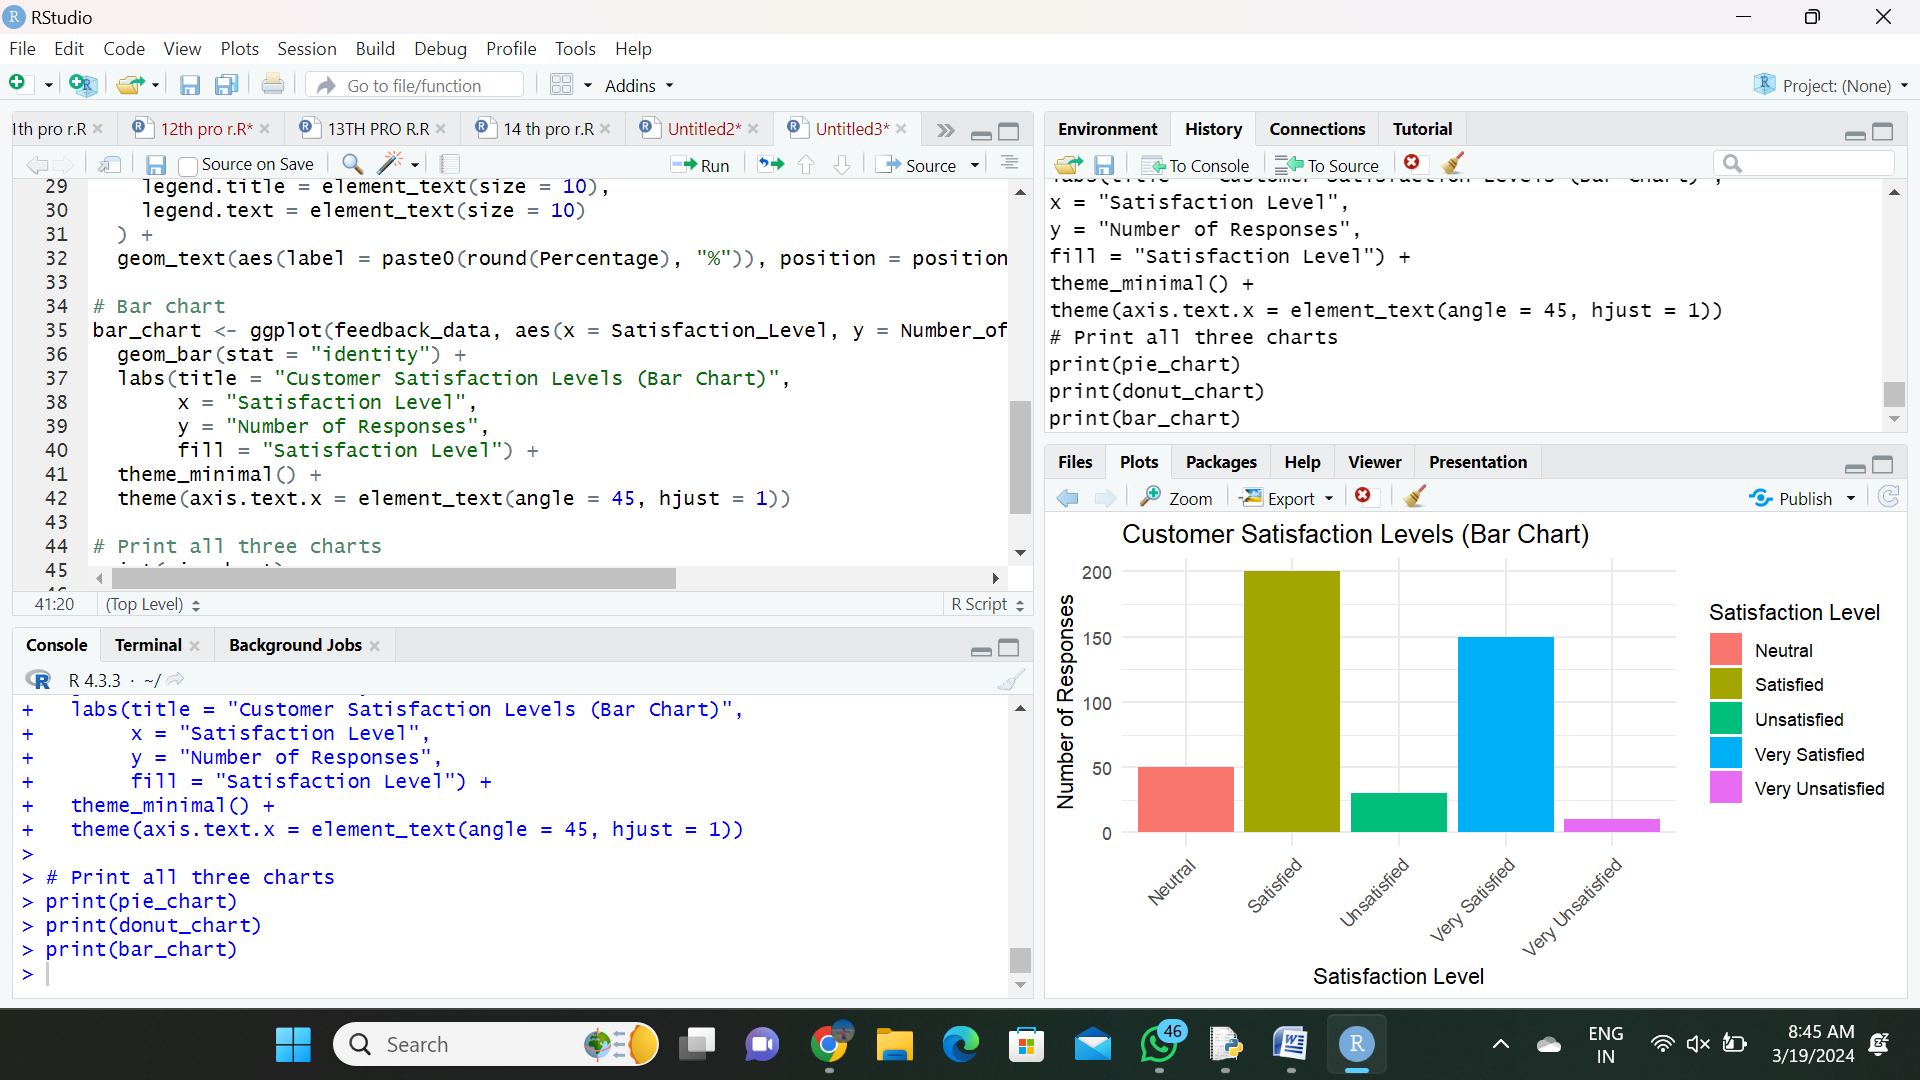 RStudio
File Edit Code View Plots Session Build Debug Profile Tools Help
Go to file/function Addins Project: (None)
1th pro r.R 12th pro r.R* 13TH PRO R.R 14 th pro r.R Untitled2* Untitled3*
Source on Save Run Source
29 legend.title = element_text(size = 10),
30 legend.text = element_text(size = 10)
31 ) +
32 geom_text(aes(label = paste0(round(Percentage), "%")), position = position
33
34 # Bar chart
35 bar_chart <- ggplot(feedback_data, aes(x = Satisfaction_Level, y = Number_of
36 geom_bar(stat = "identity") +
37 labs(title = "Customer Satisfaction Levels (Bar Chart)",
38 x = "Satisfaction Level",
39 y = "Number of Responses",
40 fill = "Satisfaction Level") +
41 theme_minimal() +
42 theme(axis.text.x = element_text(angle = 45, hjust = 1))
43
44 # Print all three charts
45
41:20 (Top Level) R Script
Console Terminal Background Jobs
R 4.3.3 · ~/
+ labs(title = "Customer Satisfaction Levels (Bar Chart)",
+ x = "Satisfaction Level",
+ y = "Number of Responses",
+ fill = "Satisfaction Level") +
+ theme_minimal() +
+ theme(axis.text.x = element_text(angle = 45, hjust = 1))
>
> # Print all three charts
> print(pie_chart)
> print(donut_chart)
> print(bar_chart)
>
Environment History Connections Tutorial
To Console To Source
labs(title = "Customer Satisfaction Levels (Bar Chart)",
x = "Satisfaction Level",
y = "Number of Responses",
fill = "Satisfaction Level") +
theme_minimal() +
theme(axis.text.x = element_text(angle = 45, hjust = 1))
# Print all three charts
print(pie_chart)
print(donut_chart)
print(bar_chart)
Files Plots Packages Help Viewer Presentation
Zoom Export Publish
Customer Satisfaction Levels (Bar Chart)
Number of Responses
200
150
100
50
0
Neutral
Satisfied
Unsatisfied
Very Satisfied
Very Unsatisfied
Satisfaction Level
Satisfaction Level
Neutral
Satisfied
Unsatisfied
Very Satisfied
Very Unsatisfied
Search
46
ENG
IN
8:45 AM
3/19/2024